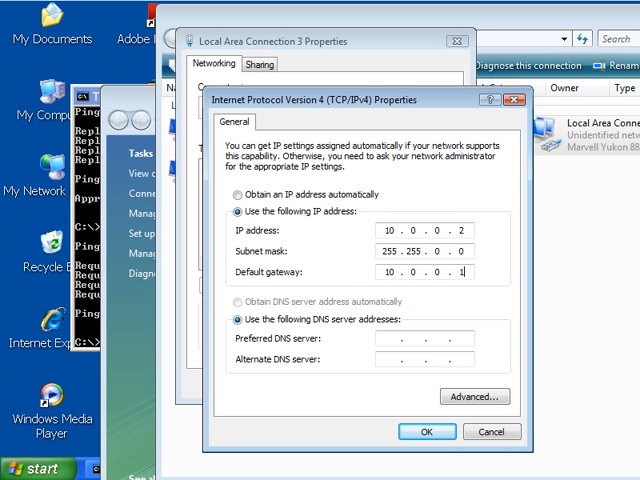 My Documents
Adobe
My Compu
My Network
Recycle B
Internet Exp
Windows Media
Player
start
Ping
Repl
Repl
Repl
Repl
Ping
Appr
C:\>
Ping
Requ
Requ
Requ
Requ
Ping
C:\>
Tasks
View c
Conne
Manag
Set up
Manag
Diagno
See also
Search
Diagnose this connection
Renam
Owner
Type
Local Area Conne
Unidentified netw
Marvell Yukon 88
Local Area Connection 3 Properties
Networking
Sharing
Internet Protocol Version 4 (TCP/IPv4) Properties
General
You can get IP settings assigned automatically if your network supports
this capability. Otherwise, you need to ask your network administrator
for the appropriate IP settings.
Obtain an IP address automatically
Use the following IP address:
IP address: 10 . 0 . 0 . 2
Subnet mask: 255 . 255 . 0 . 0
Default gateway: 10 . 0 . 0 . 1
Obtain DNS server address automatically
Use the following DNS server addresses:
Preferred DNS server: . . .
Alternate DNS server: . . .
Advanced...
OK
Cancel